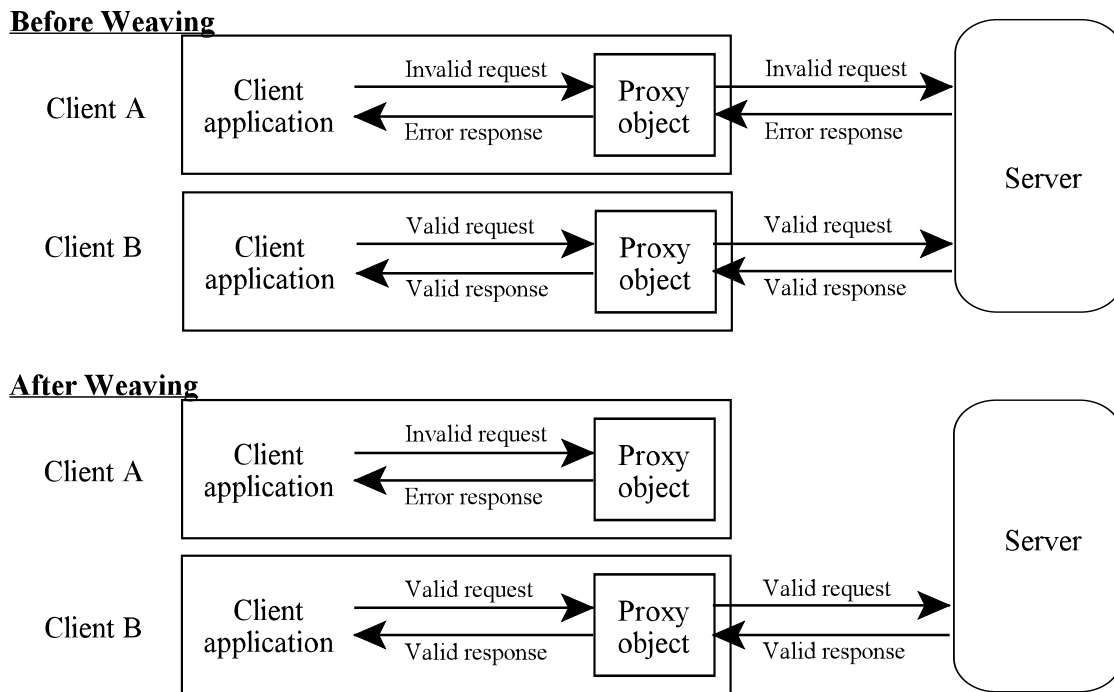 Before Weaving
Client A
Client
application
Invalid request
Error response
Proxy
object
Invalid request
Error response
Server
Client B
Client
application
Valid request
Valid response
Proxy
object
Valid request
Valid response
After Weaving
Client A
Client
application
Invalid request
Error response
Proxy
object
Server
Client B
Client
application
Valid request
Valid response
Proxy
object
Valid request
Valid response